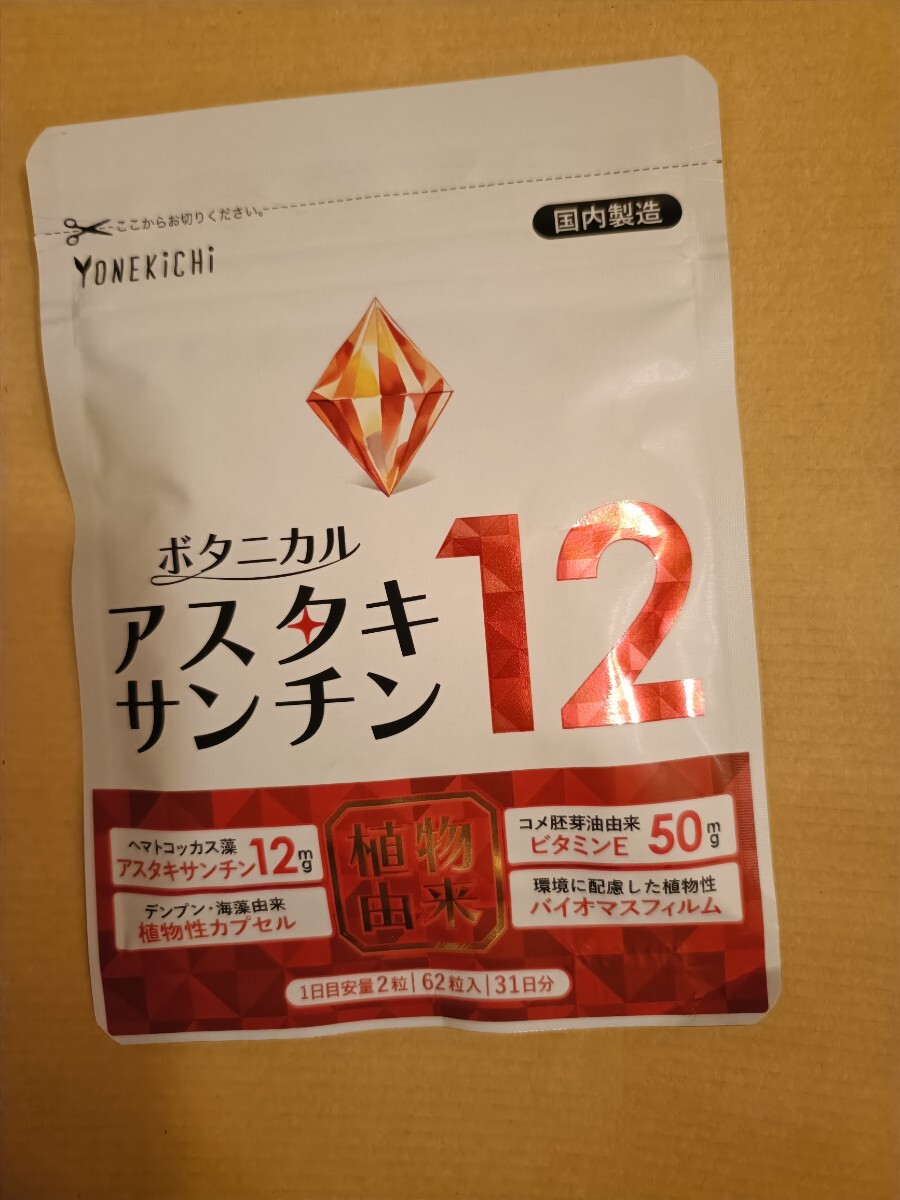 ここからお切りください。
国内製造
YONEKiCHi
ボタニカル
アスタキ
サンチン
12
ヘマトコッカス藻
アスタキサンチン12mg
デンプン・海藻由来
植物性カプセル
植物
由来
コメ胚芽油由来
ビタミンE 50mg
環境に配慮した植物性
バイオマスフィルム
1日目安量2粒|62粒入|31日分